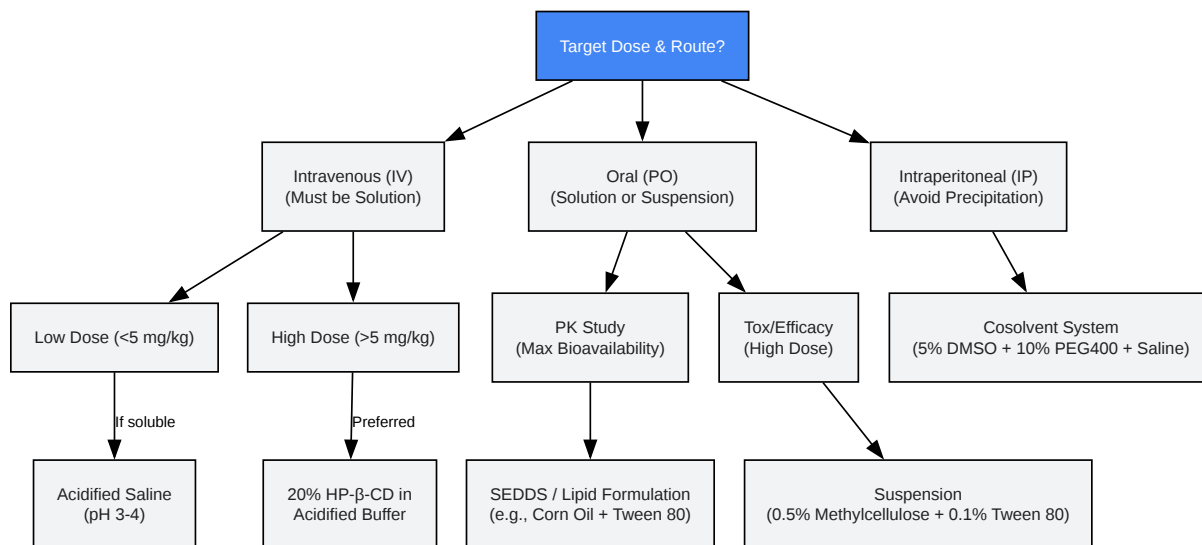 Target Dose & Route?
Intravenous (IV)
(Must be Solution)
Oral (PO)
(Solution or Suspension)
Intraperitoneal (IP)
(Avoid Precipitation)
Low Dose (<5 mg/kg)
High Dose (>5 mg/kg)
PK Study
(Max Bioavailability)
Tox/Efficacy
(High Dose)
Cosolvent System
(5% DMSO + 10% PEG400 + Saline)
If soluble
Preferred
Acidified Saline
(pH 3-4)
20% HP-β-CD in
Acidified Buffer
SEDDS / Lipid Formulation
(e.g., Corn Oil + Tween 80)
Suspension
(0.5% Methylcellulose + 0.1% Tween 80)